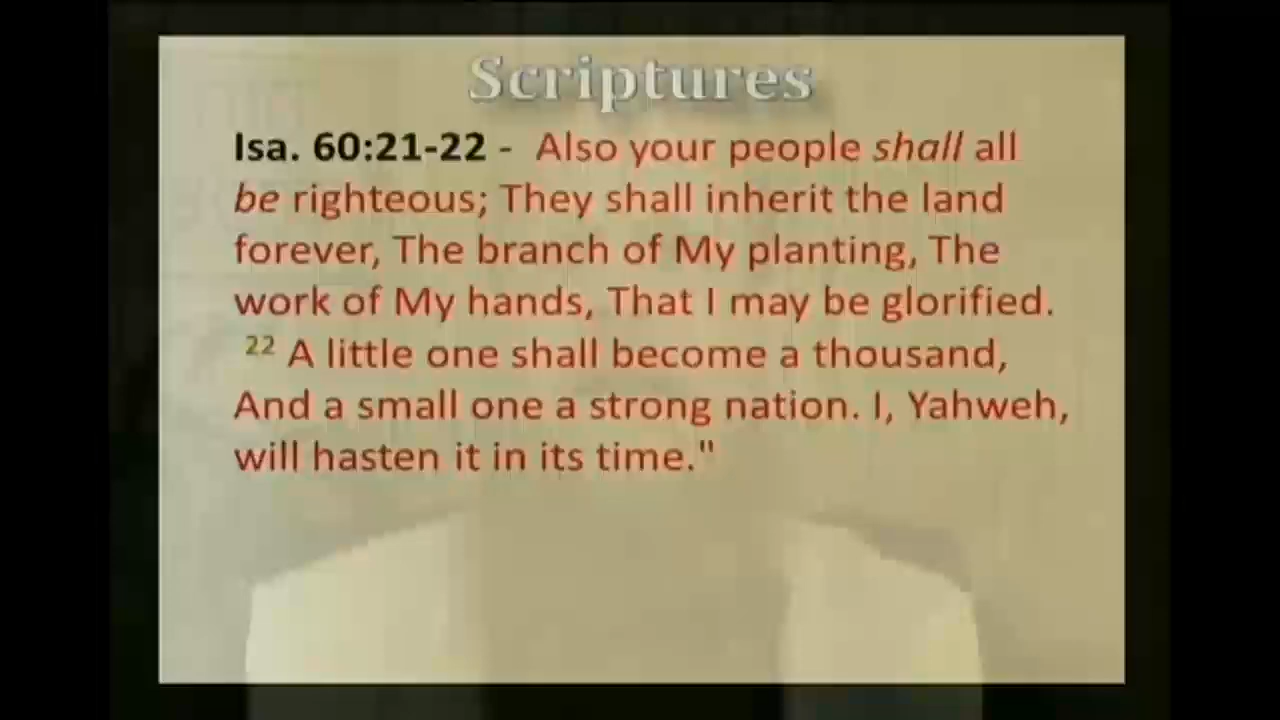 Scriptures
Isa. 60:21-22 - Also your people shall all
be righteous; They shall inherit the land
forever, The branch of My planting, The
work of My hands, That I may be glorified.
22 A little one shall become a thousand,
And a small one a strong nation. I, Yahweh,
will hasten it in its time."